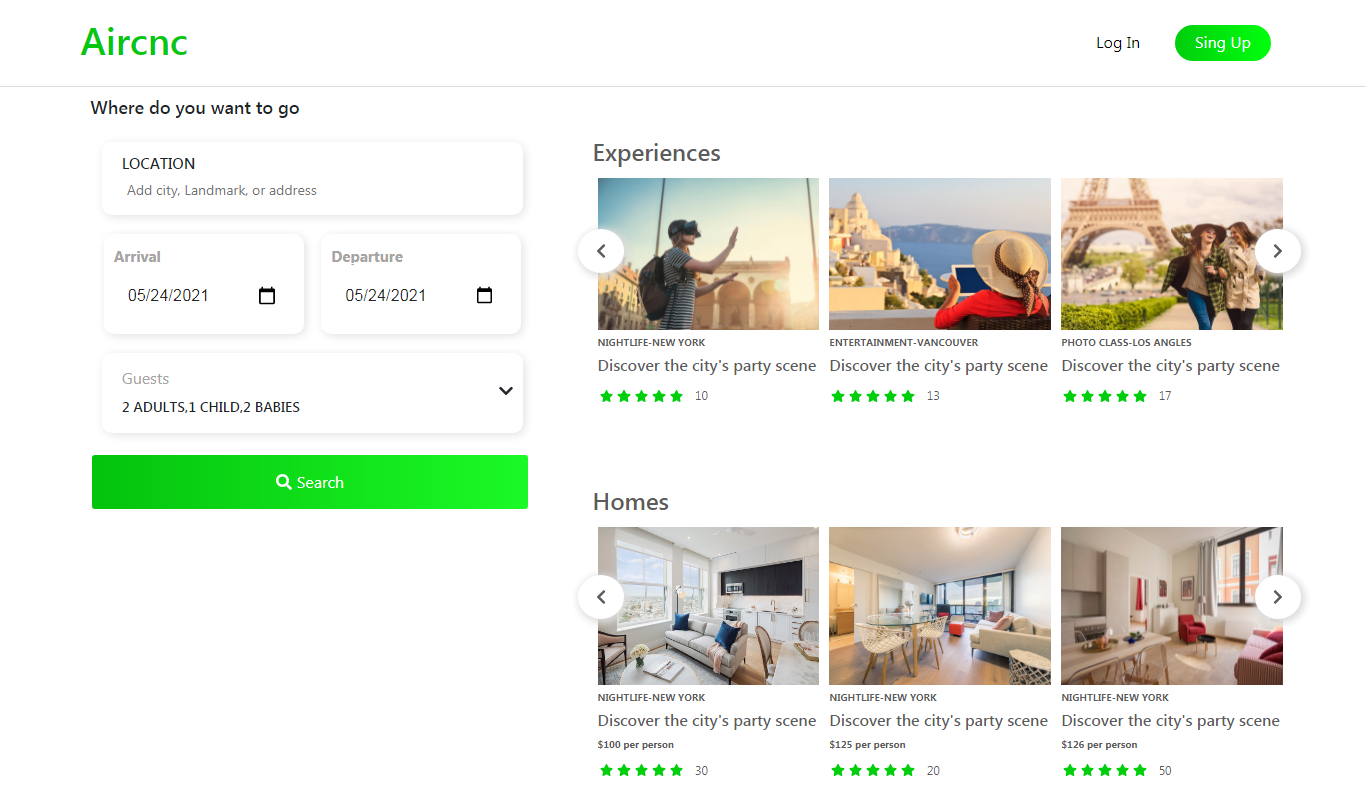 Aircnc
Log In
Sing Up
Where do you want to go
LOCATION
Add city, Landmark, or address
Arrival
05/24/2021
Departure
05/24/2021
Guests
2 ADULTS,1 CHILD,2 BABIES
Search
Experiences
NIGHTLIFE-NEW YORK
Discover the city's party scene
10
ENTERTAINMENT-VANCOUVER
Discover the city's party scene
13
PHOTO CLASS-LOS ANGLES
Discover the city's party scene
17
Homes
NIGHTLIFE-NEW YORK
Discover the city's party scene
$100 per person
30
NIGHTLIFE-NEW YORK
Discover the city's party scene
$125 per person
20
NIGHTLIFE-NEW YORK
Discover the city's party scene
$126 per person
50